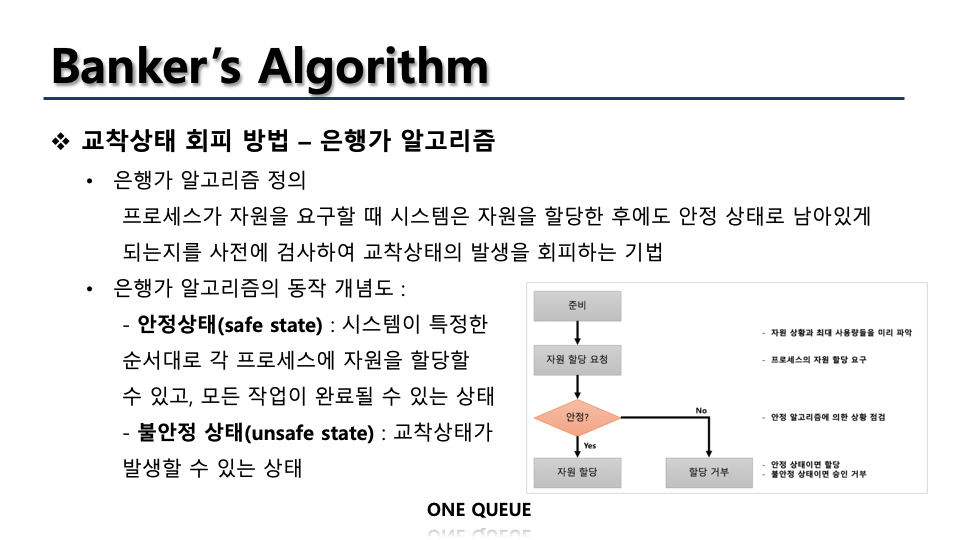 Banker's Algorithm
❖ 교착상태 회피 방법 – 은행가 알고리즘
• 은행가 알고리즘 정의
프로세스가 자원을 요구할 때 시스템은 자원을 할당한 후에도 안정 상태로 남아있게
되는지를 사전에 검사하여 교착상태의 발생을 회피하는 기법
• 은행가 알고리즘의 동작 개념도 :
- 안정상태(safe state) : 시스템이 특정한
순서대로 각 프로세스에 자원을 할당할
수 있고, 모든 작업이 완료될 수 있는 상태
- 불안정 상태(unsafe state) : 교착상태가
발생할 수 있는 상태
준비
- 자원 상황과 최대 사용량들을 미리 파악
자원 할당 요청
- 프로세스의 자원 할당 요구
안정?
No
- 안정 알고리즘에 의한 상황 점검
Yes
자원 할당
할당 거부
- 안정 상태이면 할당
- 불안정 상태이면 승인 거부
ONE QUEUE